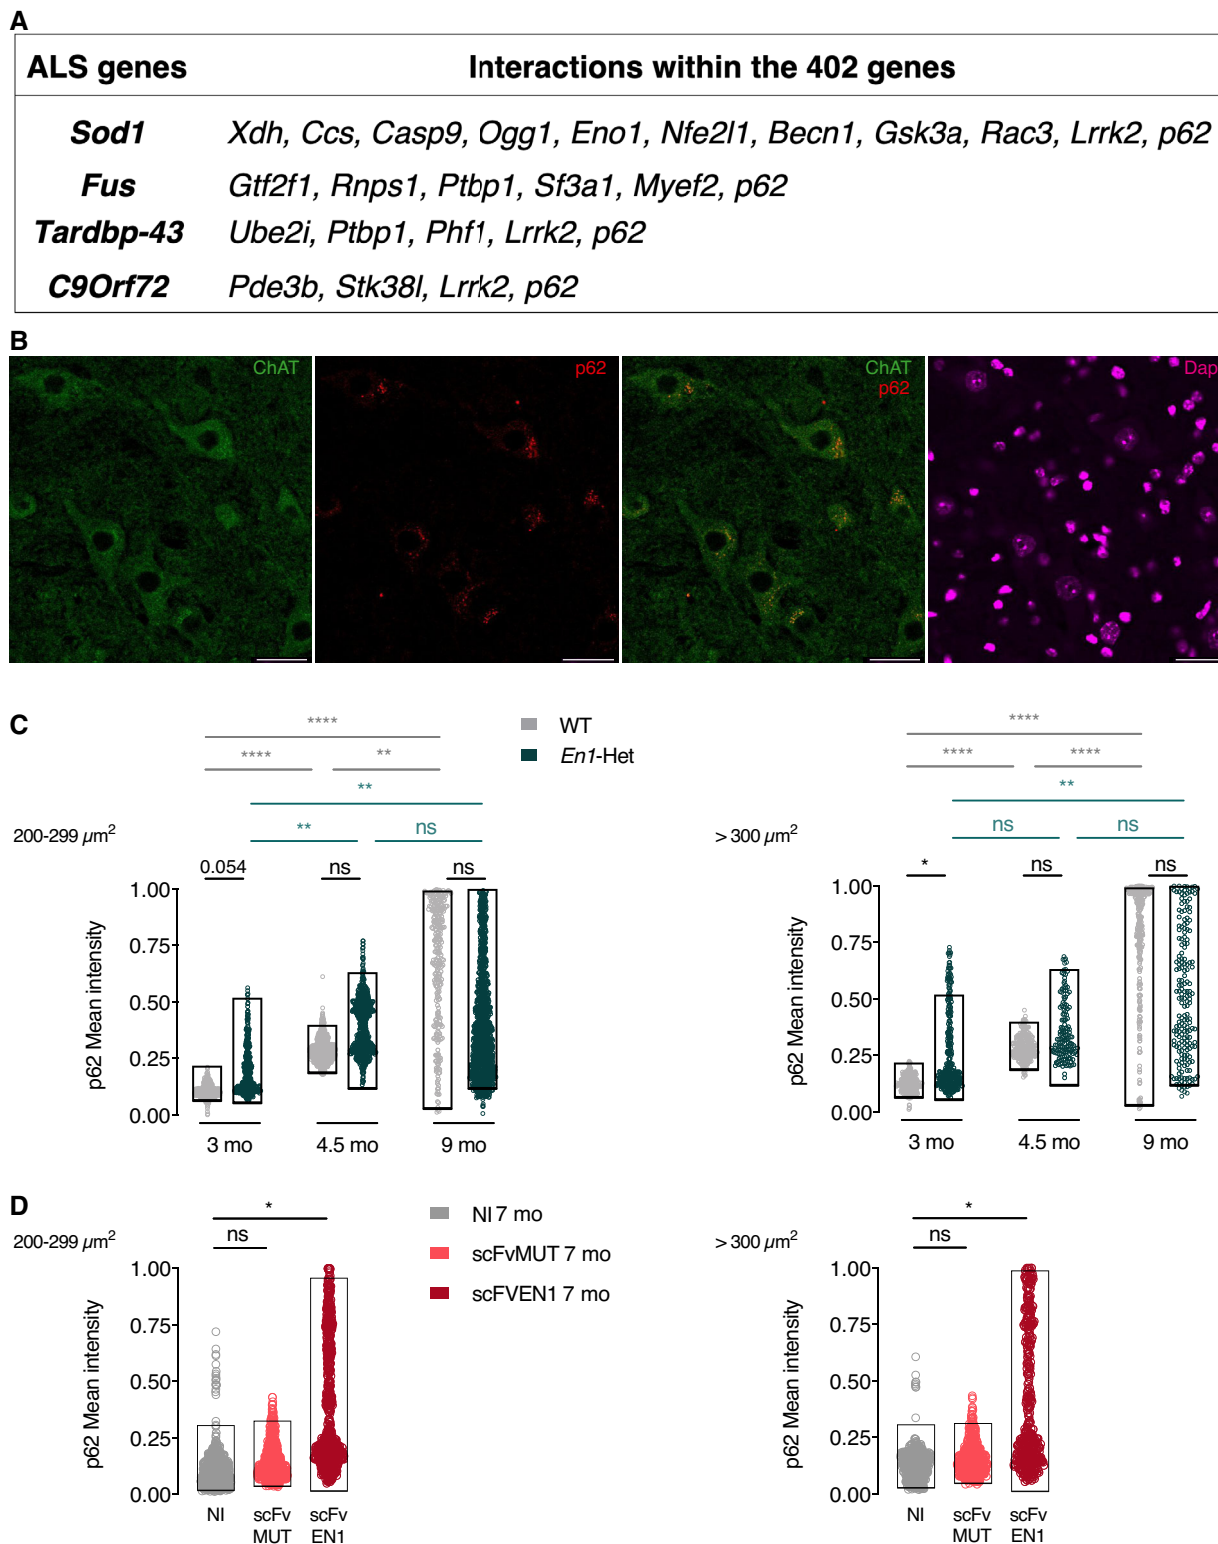 A
ALS genes Interactions within the 402 genes
Sod1 Xdh, Ccs, Casp9, Ogg1, Eno1, Nfe2l1, Becn1, Gsk3a, Rac3, Lrrk2, p62
Fus Gtf2f1, Rnps1, Ptbp1, Sf3a1, Myef2, p62
Tardbp-43 Ube2i, Ptbp1, Phf1, Lrrk2, p62
C9Orf72 Pde3b, Stk38l, Lrrk2, p62
B
ChAT p62 ChAT Dap
p62
C
WT
En1-Het
**** ****
**** ** **** ****
** **
** ns ns ns
200-299 µm² > 300 µm²
0.054 ns ns * ns ns
p62 Mean intensity
1.00
0.75
0.50
0.25
0.00
3 mo 4.5 mo 9 mo
p62 Mean intensity
1.00
0.75
0.50
0.25
0.00
3 mo 4.5 mo 9 mo
D
NI 7 mo
scFvMUT 7 mo
scFVEN1 7 mo
200-299 µm² > 300 µm²
* *
ns ns
p62 Mean intensity
1.00
0.75
0.50
0.25
0.00
NI scFv scFv
MUT EN1
p62 Mean intensity
1.00
0.75
0.50
0.25
0.00
NI scFv scFv
MUT EN1